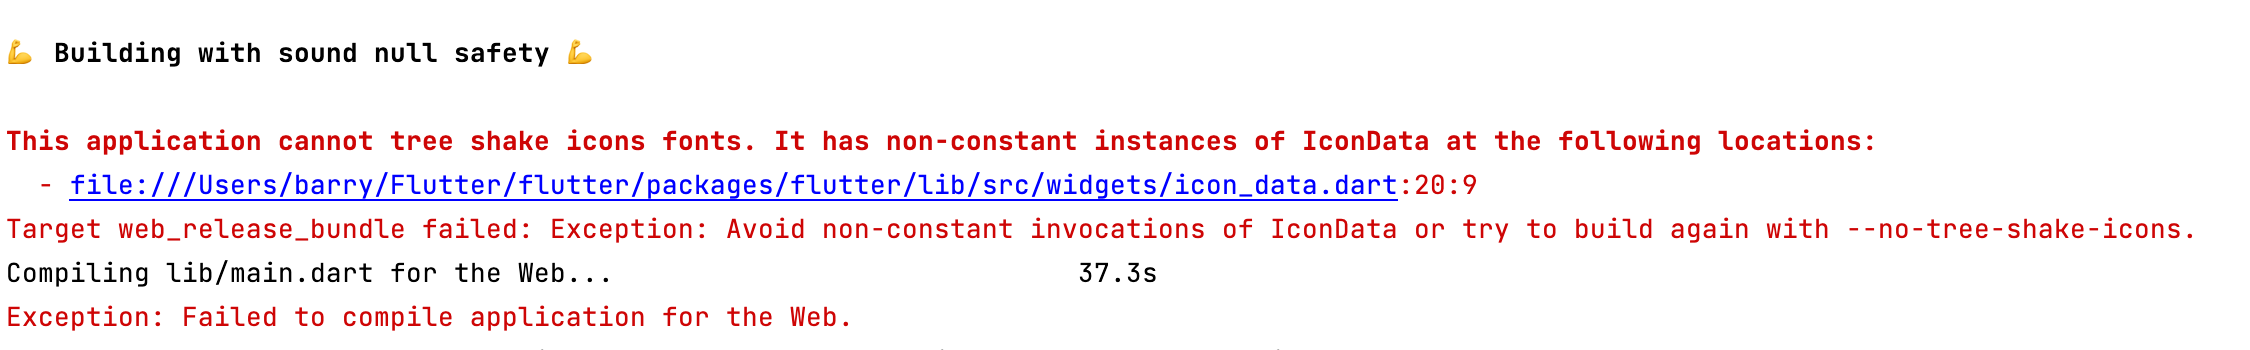 💪 Building with sound null safety 💪
This application cannot tree shake icons fonts. It has non-constant instances of IconData at the following locations:
- file:///Users/barry/Flutter/flutter/packages/flutter/lib/src/widgets/icon_data.dart:20:9
Target web_release_bundle failed: Exception: Avoid non-constant invocations of IconData or try to build again with --no-tree-shake-icons.
Compiling lib/main.dart for the Web... 37.3s
Exception: Failed to compile application for the Web.